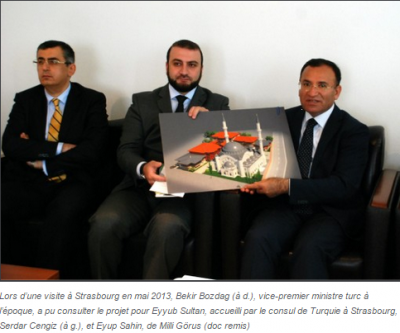 Lors d'une visite à Strasbourg en mai 2013, Bekir Bozdag (à d.), vice-premier ministre turc à
l'époque, a pu consulter le projet pour Eyyub Sultan, accueilli par le consul de Turquie à Strasbourg,
Serdar Cengiz (à g.), et Eyup Sahin, de Milli Görus (doc remis)